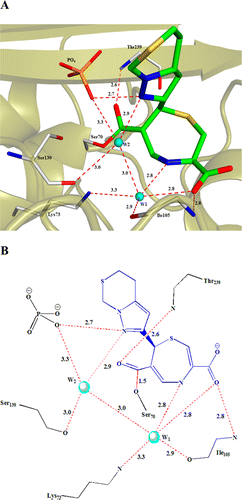 A
PO4
Thr239
2.6
2.7
2.9
3.3
Ser70
W2
Ser130
3.0
3.0
2.8
3.3
2.8
W1
2.9
2.8
Lys73
Ile105
B
O
P
O
O
S
N
N
Thr239
N
2.7
2.6
S
O
3.3
2.9
O
1.5
W2
N
O
O
O
Ser130
3.0
Ser70
3.0
2.8
2.8
2.8
O
W1
N
O
3.3
2.9
Ile105
Lys73
N